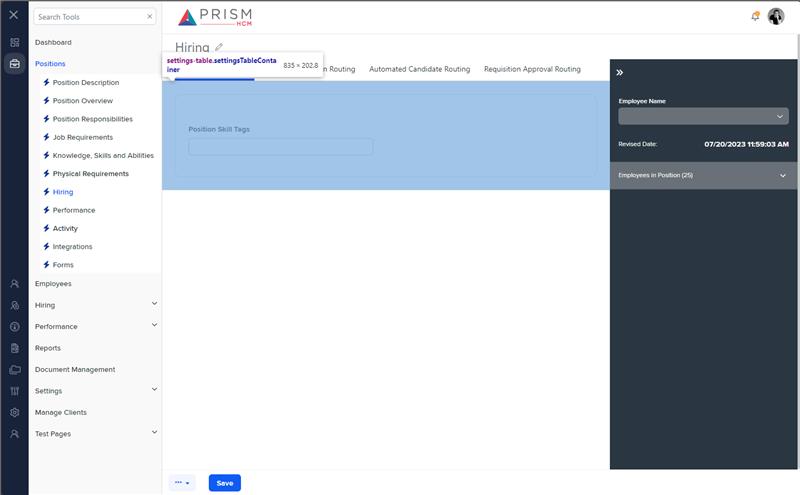 Search Tools
PRISM
HCM
Dashboard
Positions
Position Description
Position Overview
Position Responsibilities
Job Requirements
Knowledge, Skills and Abilities
Physical Requirements
Hiring
Performance
Activity
Integrations
Forms
Employees
Hiring
Performance
Reports
Document Management
Settings
Manage Clients
Test Pages
Hiring
settings-table.settingsTableConta
iner
835 × 202.8
Routing
Automated Candidate Routing
Requisition Approval Routing
Position Skill Tags
Employee Name
Revised Date:
07/20/2023 11:59:03 AM
Employees in Position (25)
Save